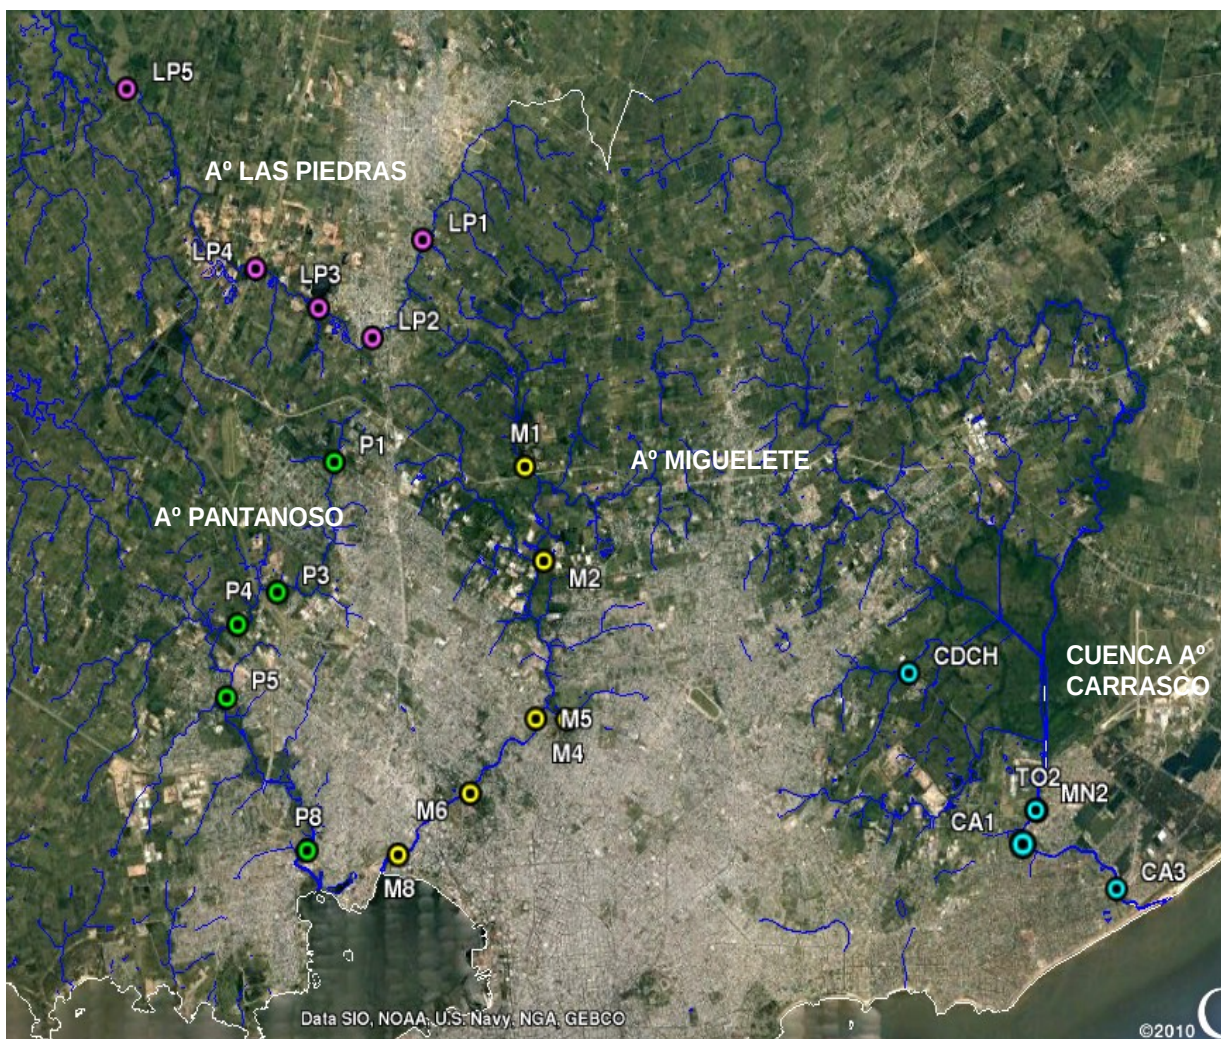 LP5
Aº LAS PIEDRAS
LP1
LP4
LP3
LP2
M1
P1
Aº MIGUELETE
Aº PANTANOSO
P3
M2
P4
CDCH
CUENCA Aº
CARRASCO
P5
M5
M4
TO2
MN2
M6
P8
CA1
CA3
M8
Data SIO, NOAA, U.S. Navy, NGA, GEBCO
©2010